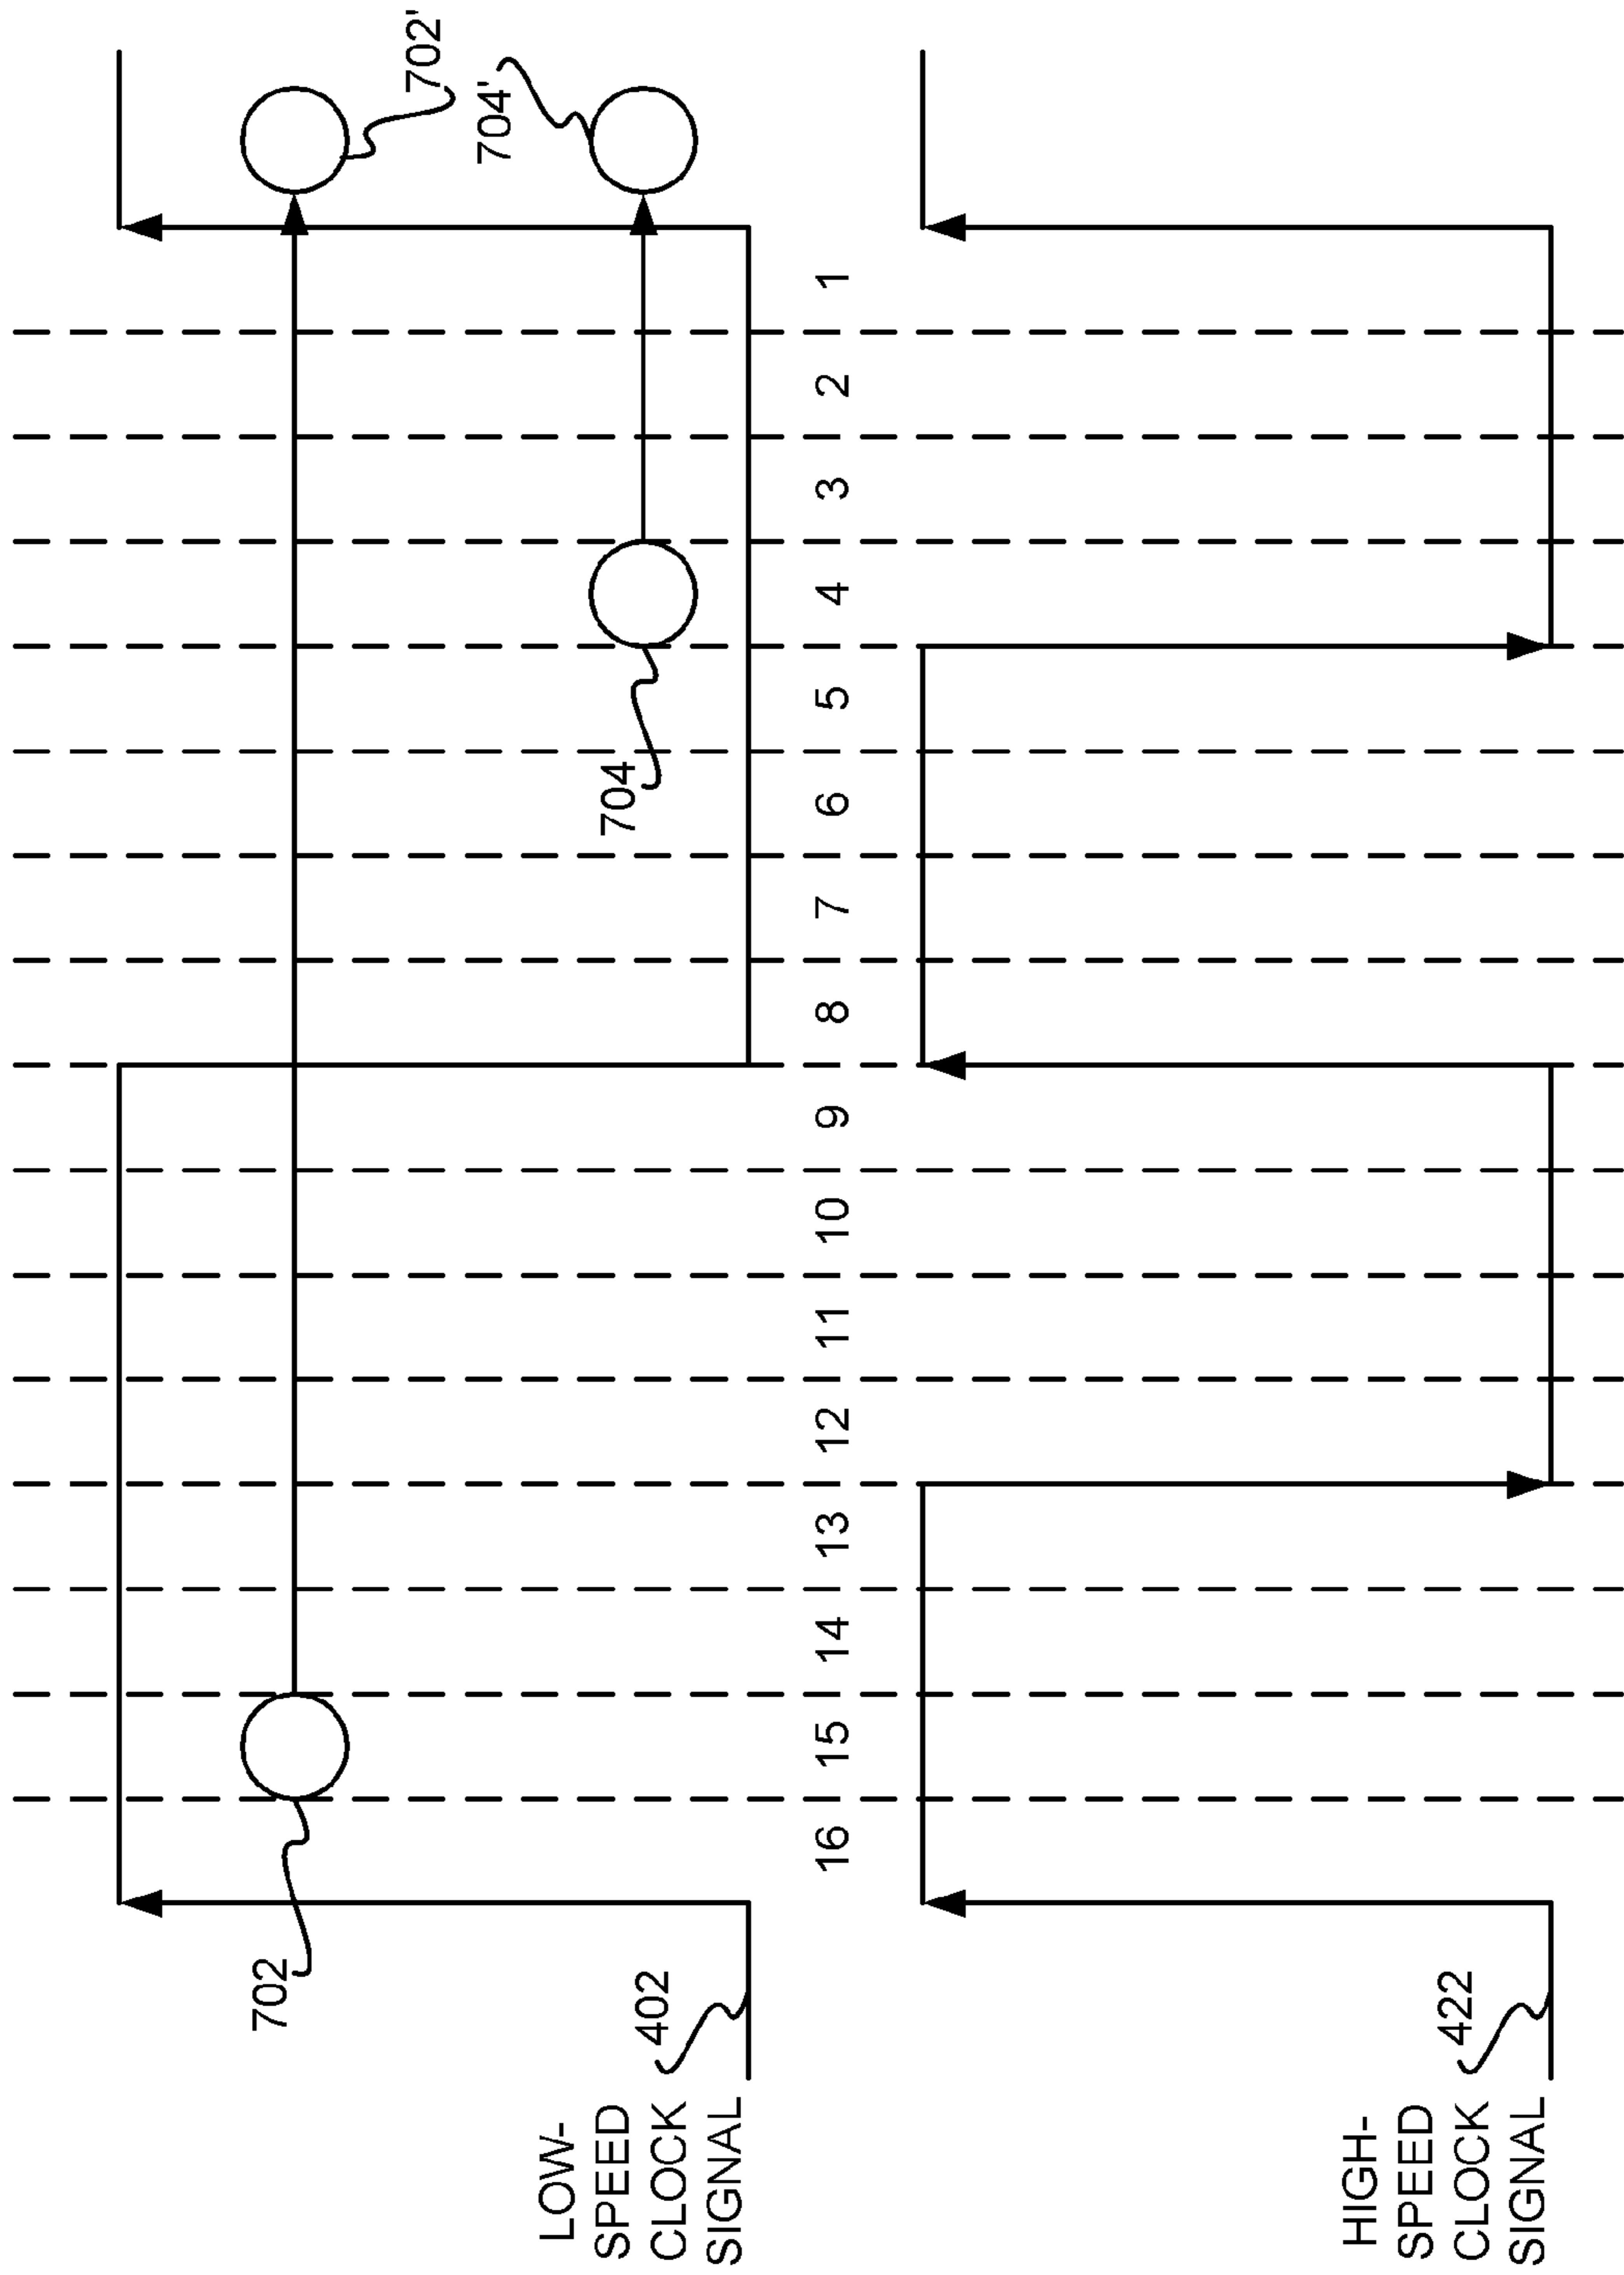 702
702'
704'
704
LOW-
SPEED
CLOCK
SIGNAL
402
16 15 14 13 12 11 10 9 8 7 6 5 4 3 2 1
HIGH-
SPEED
CLOCK
SIGNAL
422